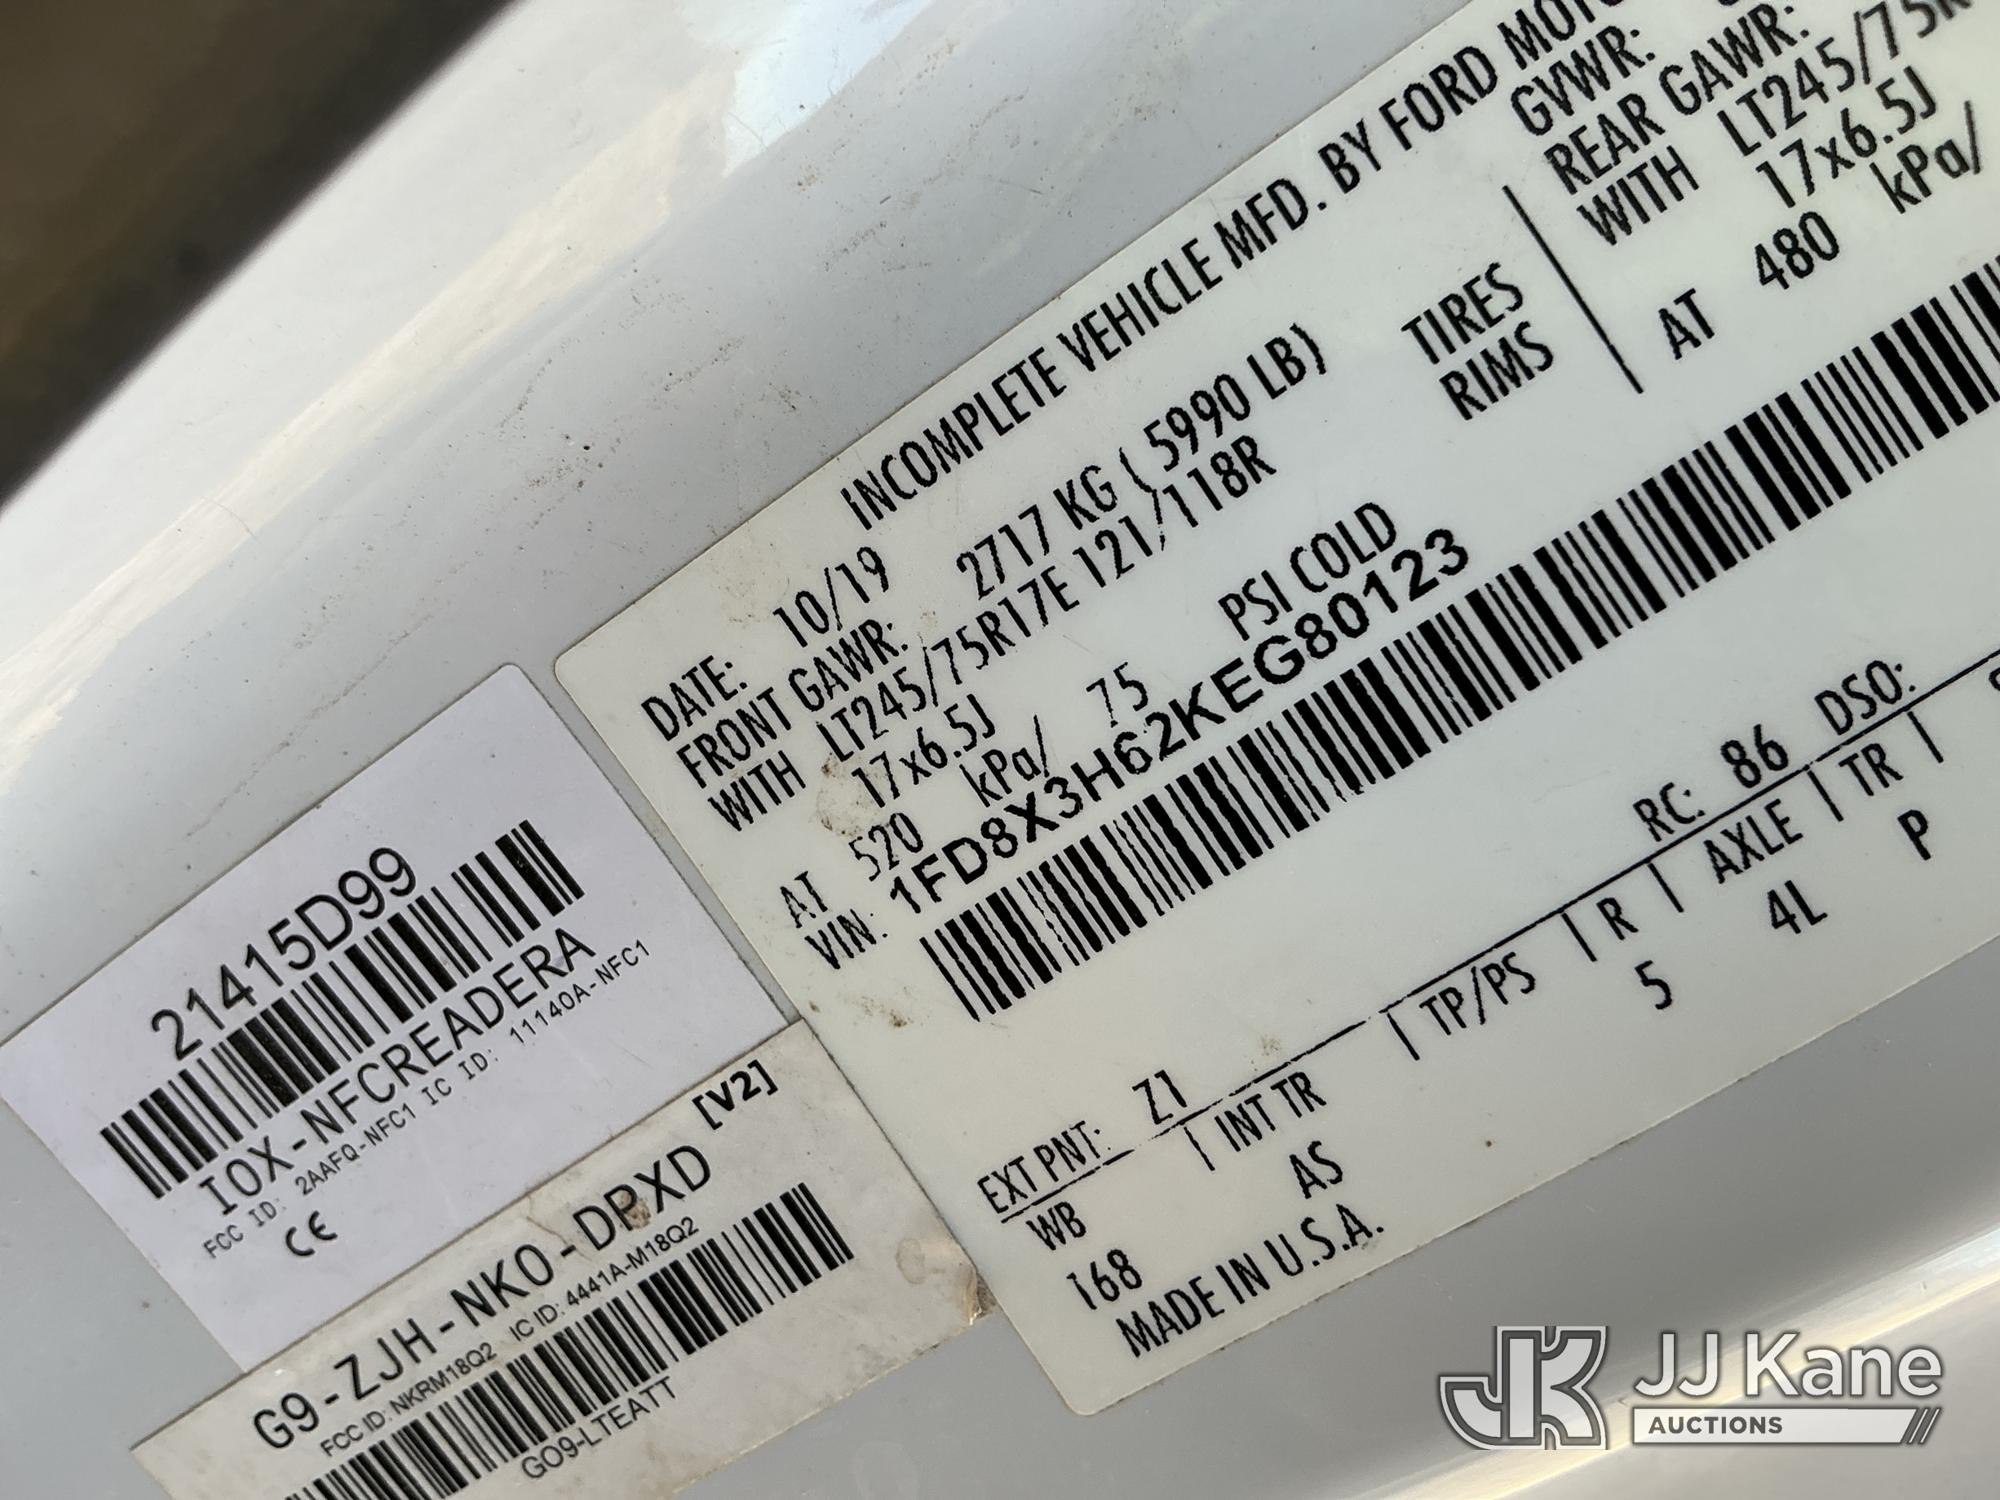 INCOMPLETE VEHICLE MFD. BY FORD
DATE: 10/19 GVWR:
FRONT GAWR: 2717 KG ( 5990 LB) REAR GAWR:
WITH LT245/75R17E 121/118R TIRES WITH LT245/75R
17x6.5J RIMS 17x6.5J
AT 520 kPa/ 75 PSI COLD AT 480 kPa/
VIN: 1FD8X3H62KEG80123
EXT PNT: Z1 RC: 86 DSO:
WB | INT TR | TP/PS | R | AXLE | TR |
168 AS 5 4L P
MADE IN U.S.A.
21415D99
IOX-NFCREADERA
FCC ID: 2AAFQ-NFC1 IC ID: 11140A-NFC1
CE
[V2]
G9-ZJH-NK0-DPXD
FCC ID: NKRM18Q2 IC ID: 4441A-M18Q2
GO9-LTEATT
JK JJ Kane
AUCTIONS